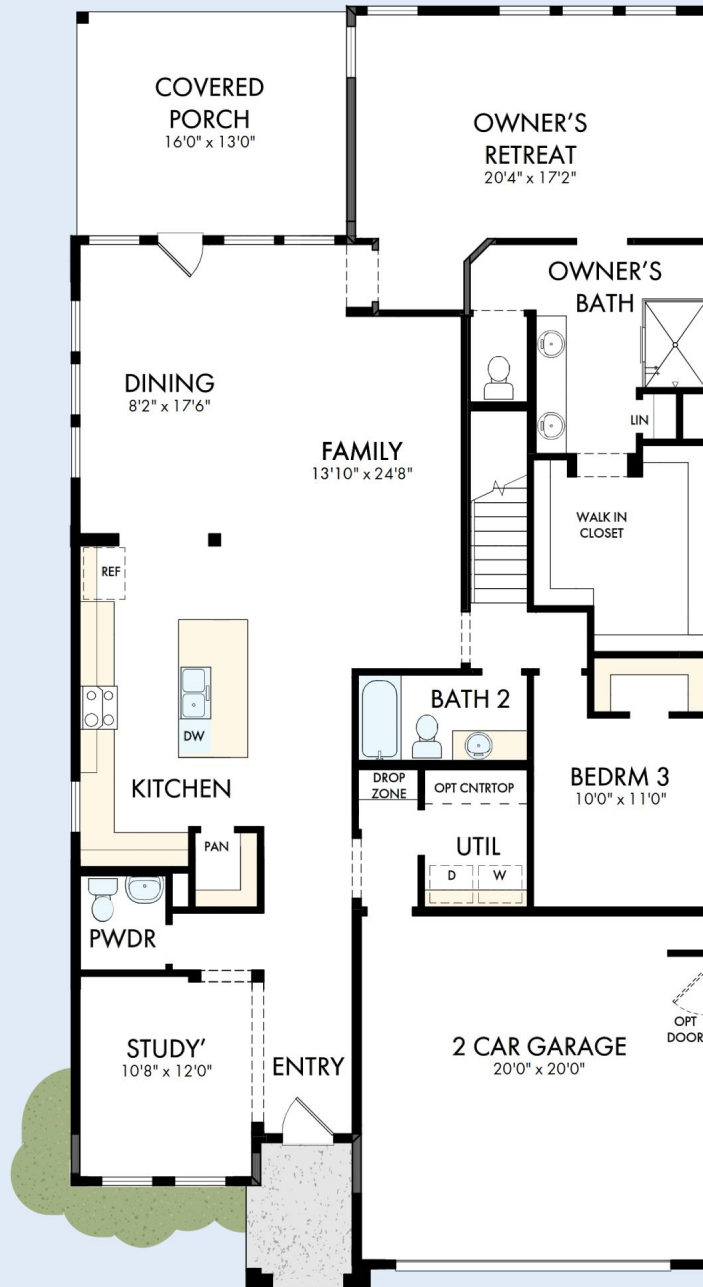 COVERED
PORCH
16'0" x 13'0"
OWNER'S
RETREAT
20'4" x 17'2"
OWNER'S
BATH
DINING
8'2" x 17'6"
FAMILY
13'10" x 24'8"
LIN
WALK IN
CLOSET
REF
DW
KITCHEN
BATH 2
DROP
ZONE
OPT CNTRTOP
BEDRM 3
10'0" x 11'0"
UTIL
D
W
PAN
PWDR
STUDY'
10'8" x 12'0"
ENTRY
2 CAR GARAGE
20'0" x 20'0"
OPT
DOOR